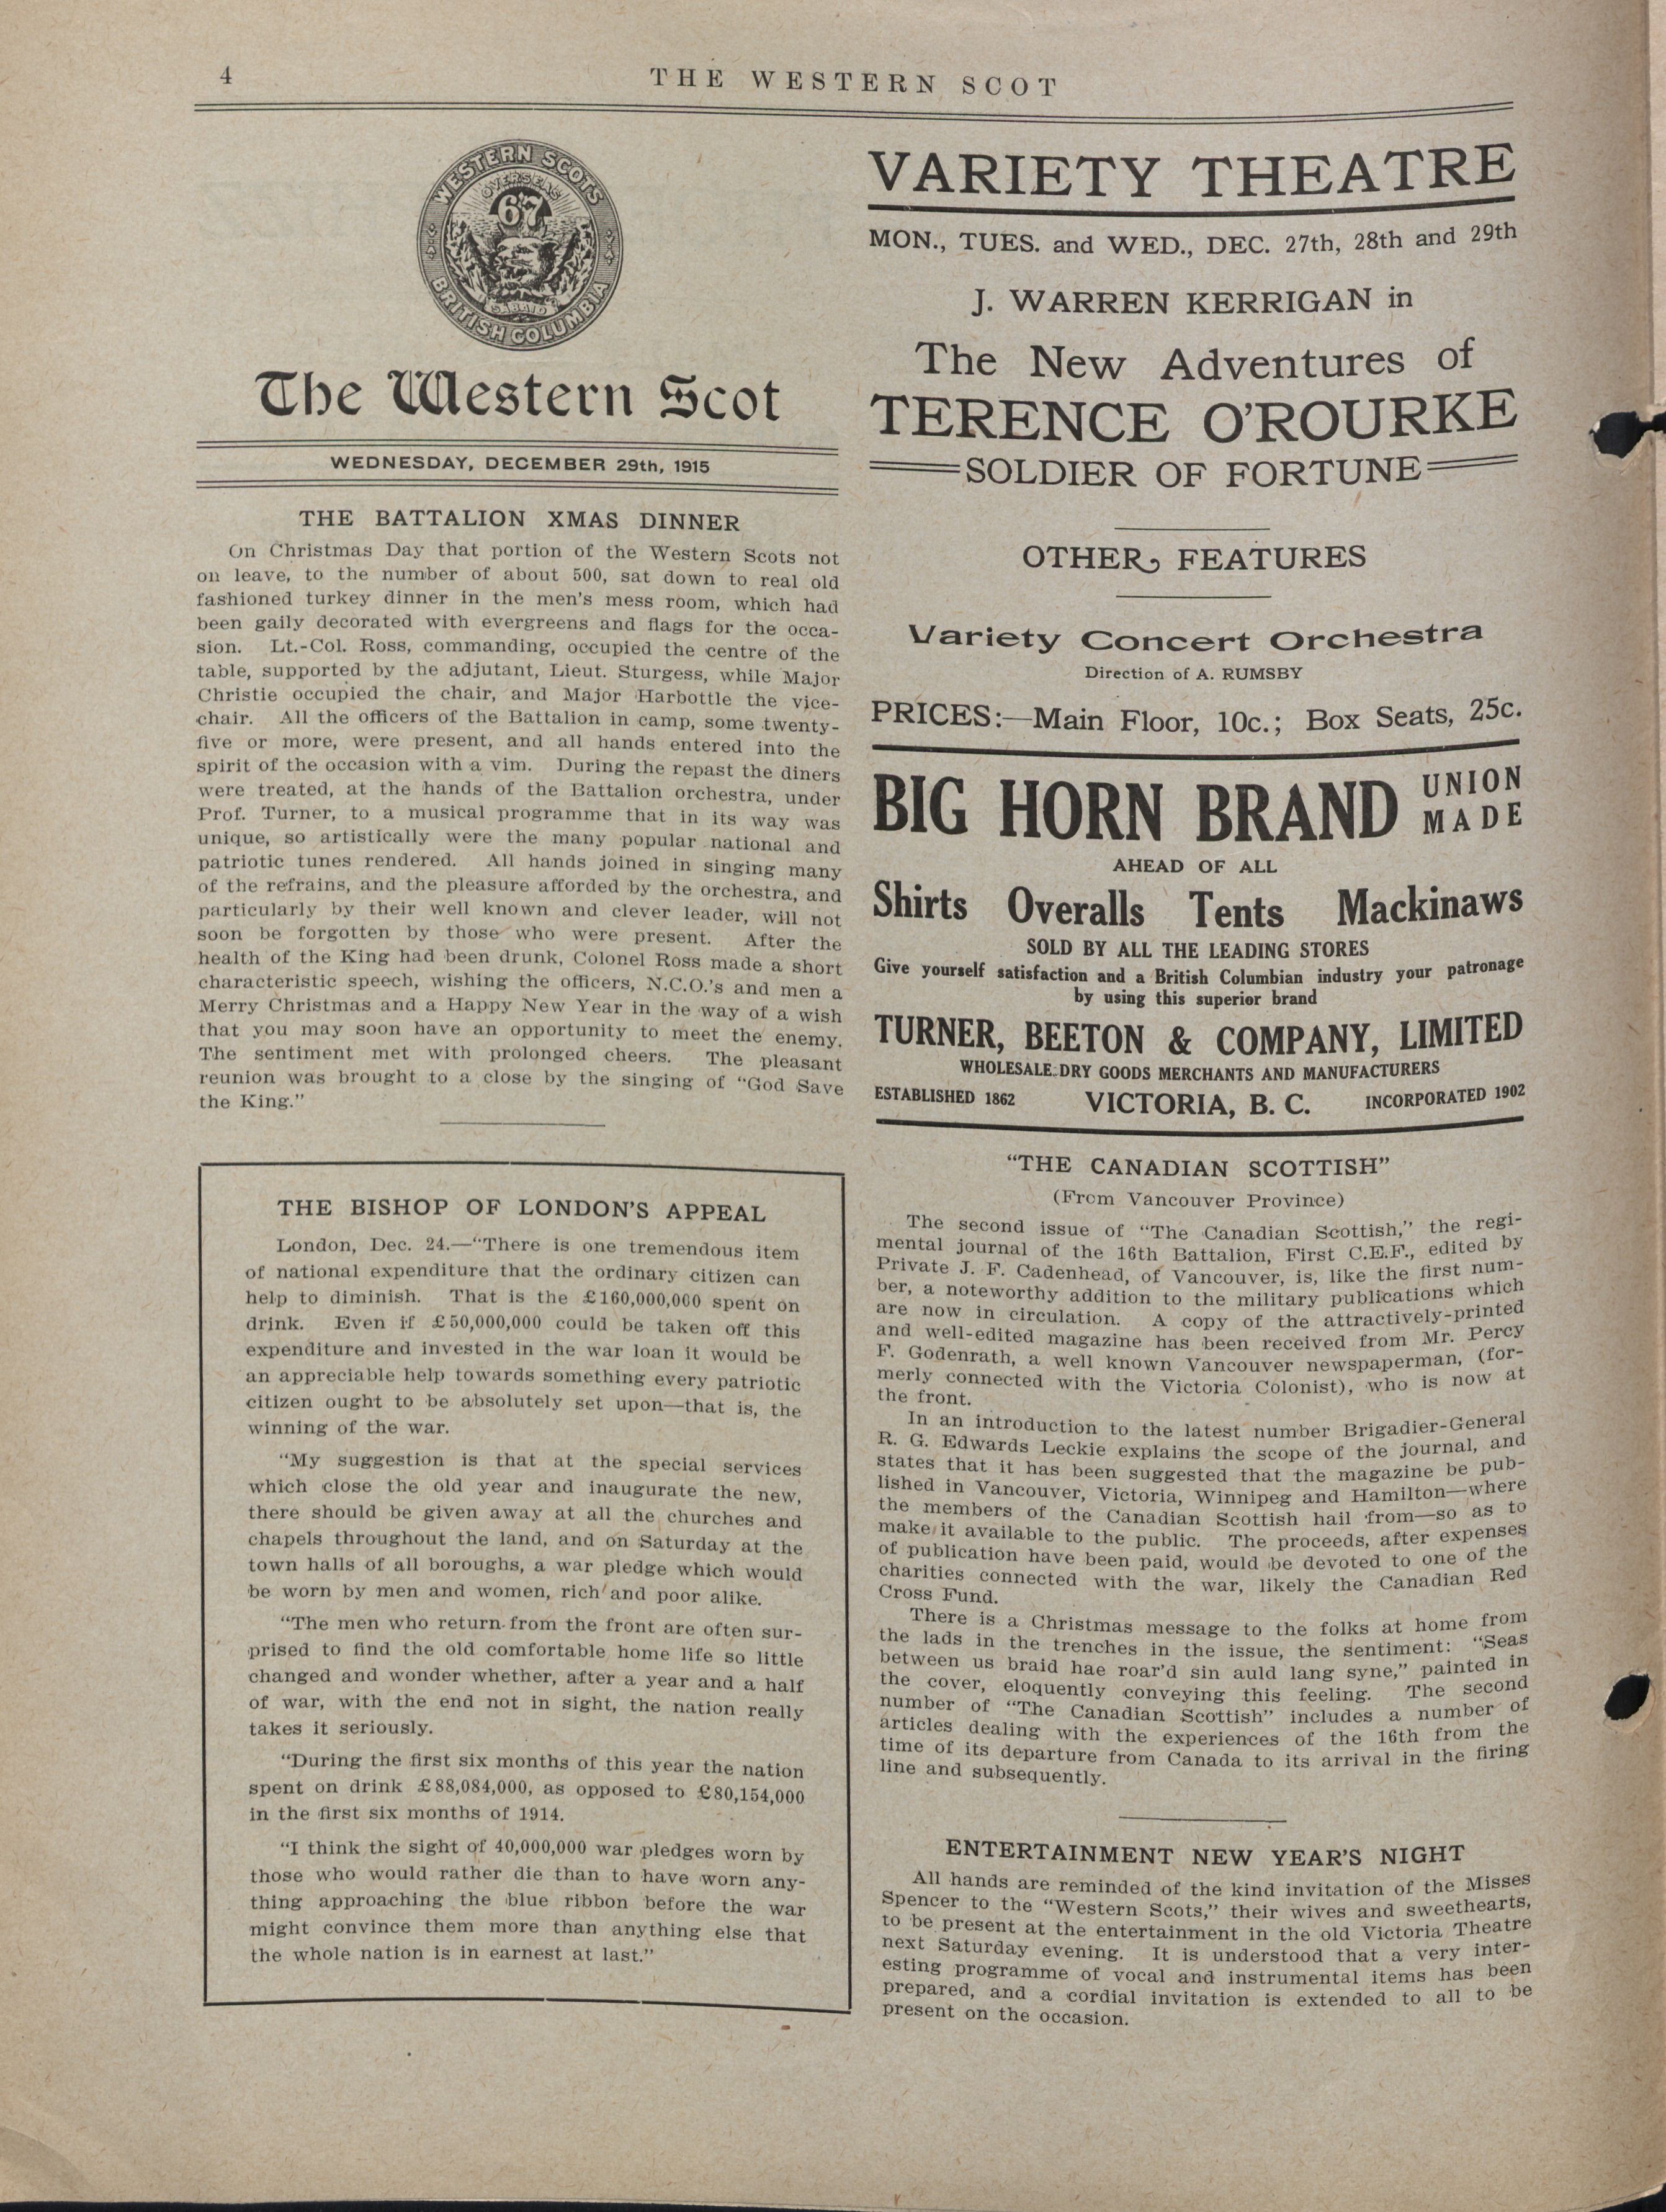 4
THE WESTERN SCOT
WESTERN SCOTS
OVERSEAS
67
BRITISH COLUMBIA
The Western Scot
WEDNESDAY, DECEMBER 29th, 1915
THE BATTALION XMAS DINNER
On Christmas Day that portion of the Western Scots not
on leave, to the number of about 500, sat down to real old
fashioned turkey dinner in the men's mess room, which had
been gaily decorated with evergreens and flags for the occa-
sion. Lt.-Col. Ross, commanding, occupied the centre of the
table, supported by the adjutant, Lieut. Sturgess, while Major
Christie occupied the chair, and Major Harbottle the vice-
chair. All the officers of the Battalion in camp, some twenty-
five or more, were present, and all hands entered into the
spirit of the occasion with a vim. During the repast the diners
were treated, at the hands of the Battalion orchestra, under
Prof. Turner, to a musical programme that in its way was
unique, so artistically were the many popular national and
patriotic tunes rendered. All hands joined in singing many
of the refrains, and the pleasure afforded by the orchestra, and
particularly by their well known and clever leader, will not
soon be forgotten by those who were present. After the
health of the King had been drunk, Colonel Ross made a short
characteristic speech, wishing the officers, N.C.O.'s and men a
Merry Christmas and a Happy New Year in the way of a wish
that you may soon have an opportunity to meet the enemy.
The sentiment met with prolonged cheers. The pleasant
reunion was brought to a close by the singing of "God Save
the King."
THE BISHOP OF LONDON'S APPEAL
London, Dec. 24.—"There is one tremendous item
of national expenditure that the ordinary citizen can
help to diminish. That is the £160,000,000 spent on
drink. Even if £50,000,000 could be taken off this
expenditure and invested in the war loan it would be
an appreciable help towards something every patriotic
citizen ought to be absolutely set upon—that is, the
winning of the war.
"My suggestion is that at the special services
which close the old year and inaugurate the new,
there should be given away at all the churches and
chapels throughout the land, and on Saturday at the
town halls of all boroughs, a war pledge which would
be worn by men and women, rich and poor alike.
"The men who return from the front are often sur-
prised to find the old comfortable home life so little
changed and wonder whether, after a year and a half
of war, with the end not in sight, the nation really
takes it seriously.
"During the first six months of this year the nation
spent on drink £88,084,000, as opposed to £80,154,000
in the first six months of 1914.
"I think the sight of 40,000,000 war pledges worn by
those who would rather die than to have worn any-
thing approaching the blue ribbon before the war
might convince them more than anything else that
the whole nation is in earnest at last."
VARIETY THEATRE
MON., TUES. and WED., DEC. 27th, 28th and 29th
J. WARREN KERRIGAN in
The New Adventures of
TERENCE O'ROURKE
SOLDIER OF FORTUNE
OTHER FEATURES
Variety Concert Orchestra
Direction of A. RUMSBY
PRICES:—Main Floor, 10c.; Box Seats, 25c.
BIG HORN BRAND UNION MADE
AHEAD OF ALL
Shirts Overalls Tents Mackinaws
SOLD BY ALL THE LEADING STORES
Give yourself satisfaction and a British Columbian industry your patronage
by using this superior brand
TURNER, BEETON & COMPANY, LIMITED
WHOLESALE DRY GOODS MERCHANTS AND MANUFACTURERS
ESTABLISHED 1862 VICTORIA, B. C. INCORPORATED 1902
"THE CANADIAN SCOTTISH"
(From Vancouver Province)
The second issue of "The Canadian Scottish," the regi-
mental journal of the 16th Battalion, First C.E.F., edited by
Private J. F. Cadenhead, of Vancouver, is, like the first num-
ber, a noteworthy addition to the military publications which
are now in circulation. A copy of the attractively-printed
and well-edited magazine has been received from Mr. Percy
F. Godenrath, a well known Vancouver newspaperman, (for-
merly connected with the Victoria Colonist), who is now at
the front.
In an introduction to the latest number Brigadier-General
R. G. Edwards Leckie explains the scope of the journal, and
states that it has been suggested that the magazine be pub-
lished in Vancouver, Victoria, Winnipeg and Hamilton—where
the members of the Canadian Scottish hail from—so as to
make it available to the public. The proceeds, after expenses
of publication have been paid, would be devoted to one of the
charities connected with the war, likely the Canadian Red
Cross Fund.
There is a Christmas message to the folks at home from
the lads in the trenches in the issue, the sentiment: "Seas
between us braid hae roar'd sin auld lang syne," painted in
the cover, eloquently conveying this feeling. The second
number of "The Canadian Scottish" includes a number of
articles dealing with the experiences of the 16th from the
time of its departure from Canada to its arrival in the firing
line and subsequently.
ENTERTAINMENT NEW YEAR'S NIGHT
All hands are reminded of the kind invitation of the Misses
Spencer to the "Western Scots," their wives and sweethearts,
to be present at the entertainment in the old Victoria Theatre
next Saturday evening. It is understood that a very inter-
esting programme of vocal and instrumental items has been
prepared, and a cordial invitation is extended to all to be
present on the occasion.